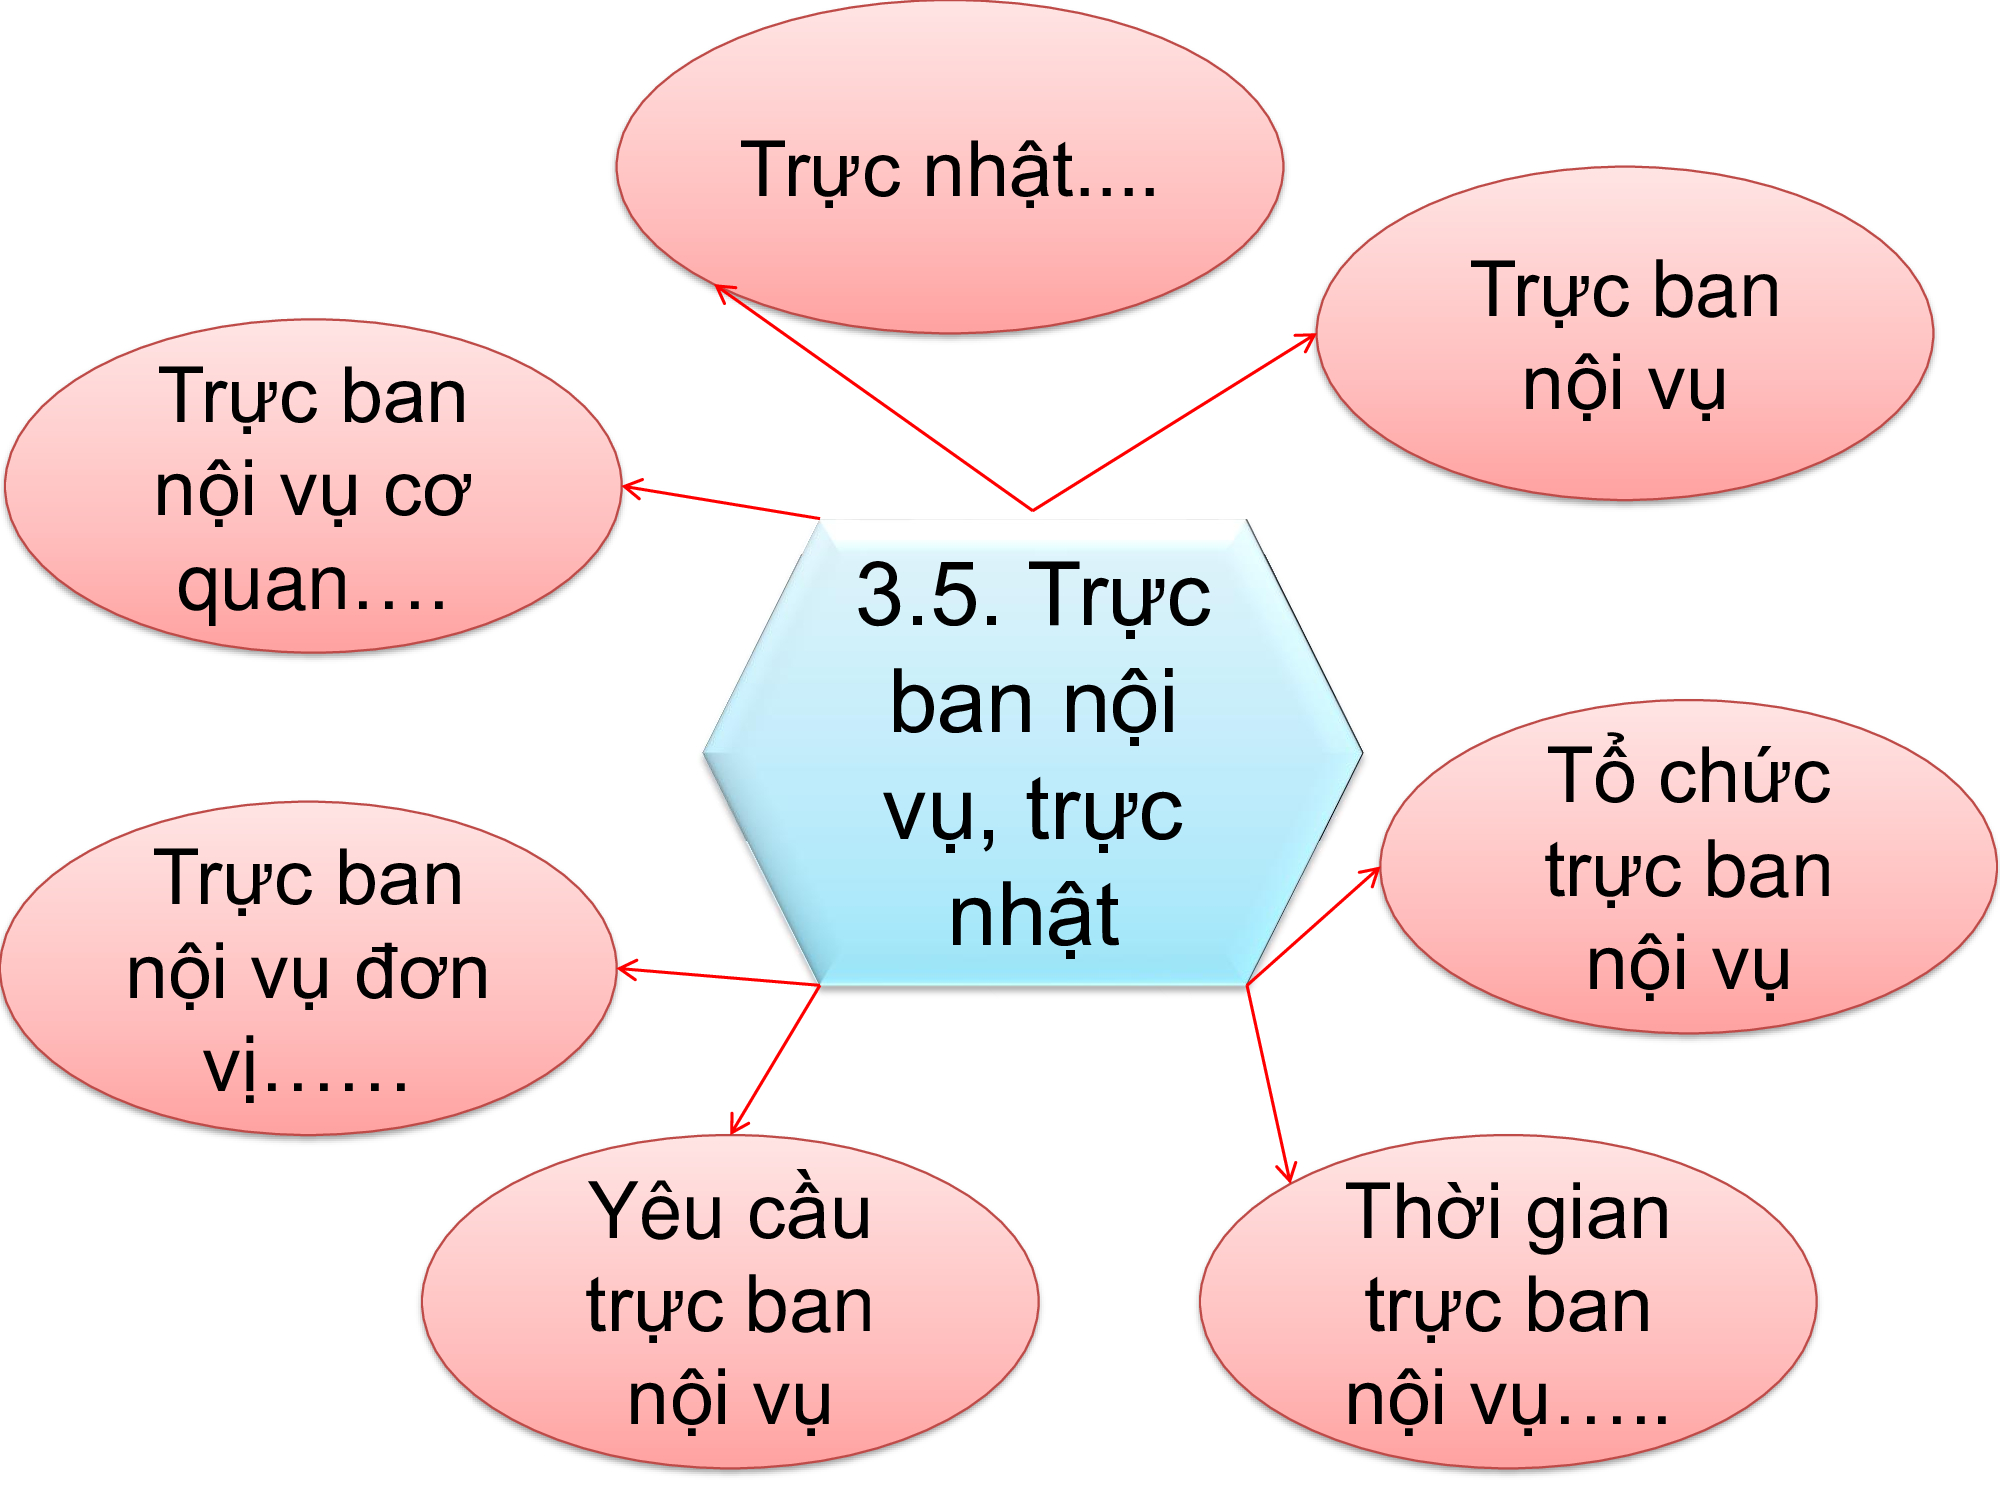 Trực nhật....
Trực ban
nội vụ
Trực ban
nội vụ cơ
quan....
3.5. Trực
ban nội
vụ, trực
nhật
Tổ chức
trực ban
nội vụ
Trực ban
nội vụ đơn
vị……
Yêu cầu
trực ban
nội vụ
Thời gian
trực ban
nội vụ…..